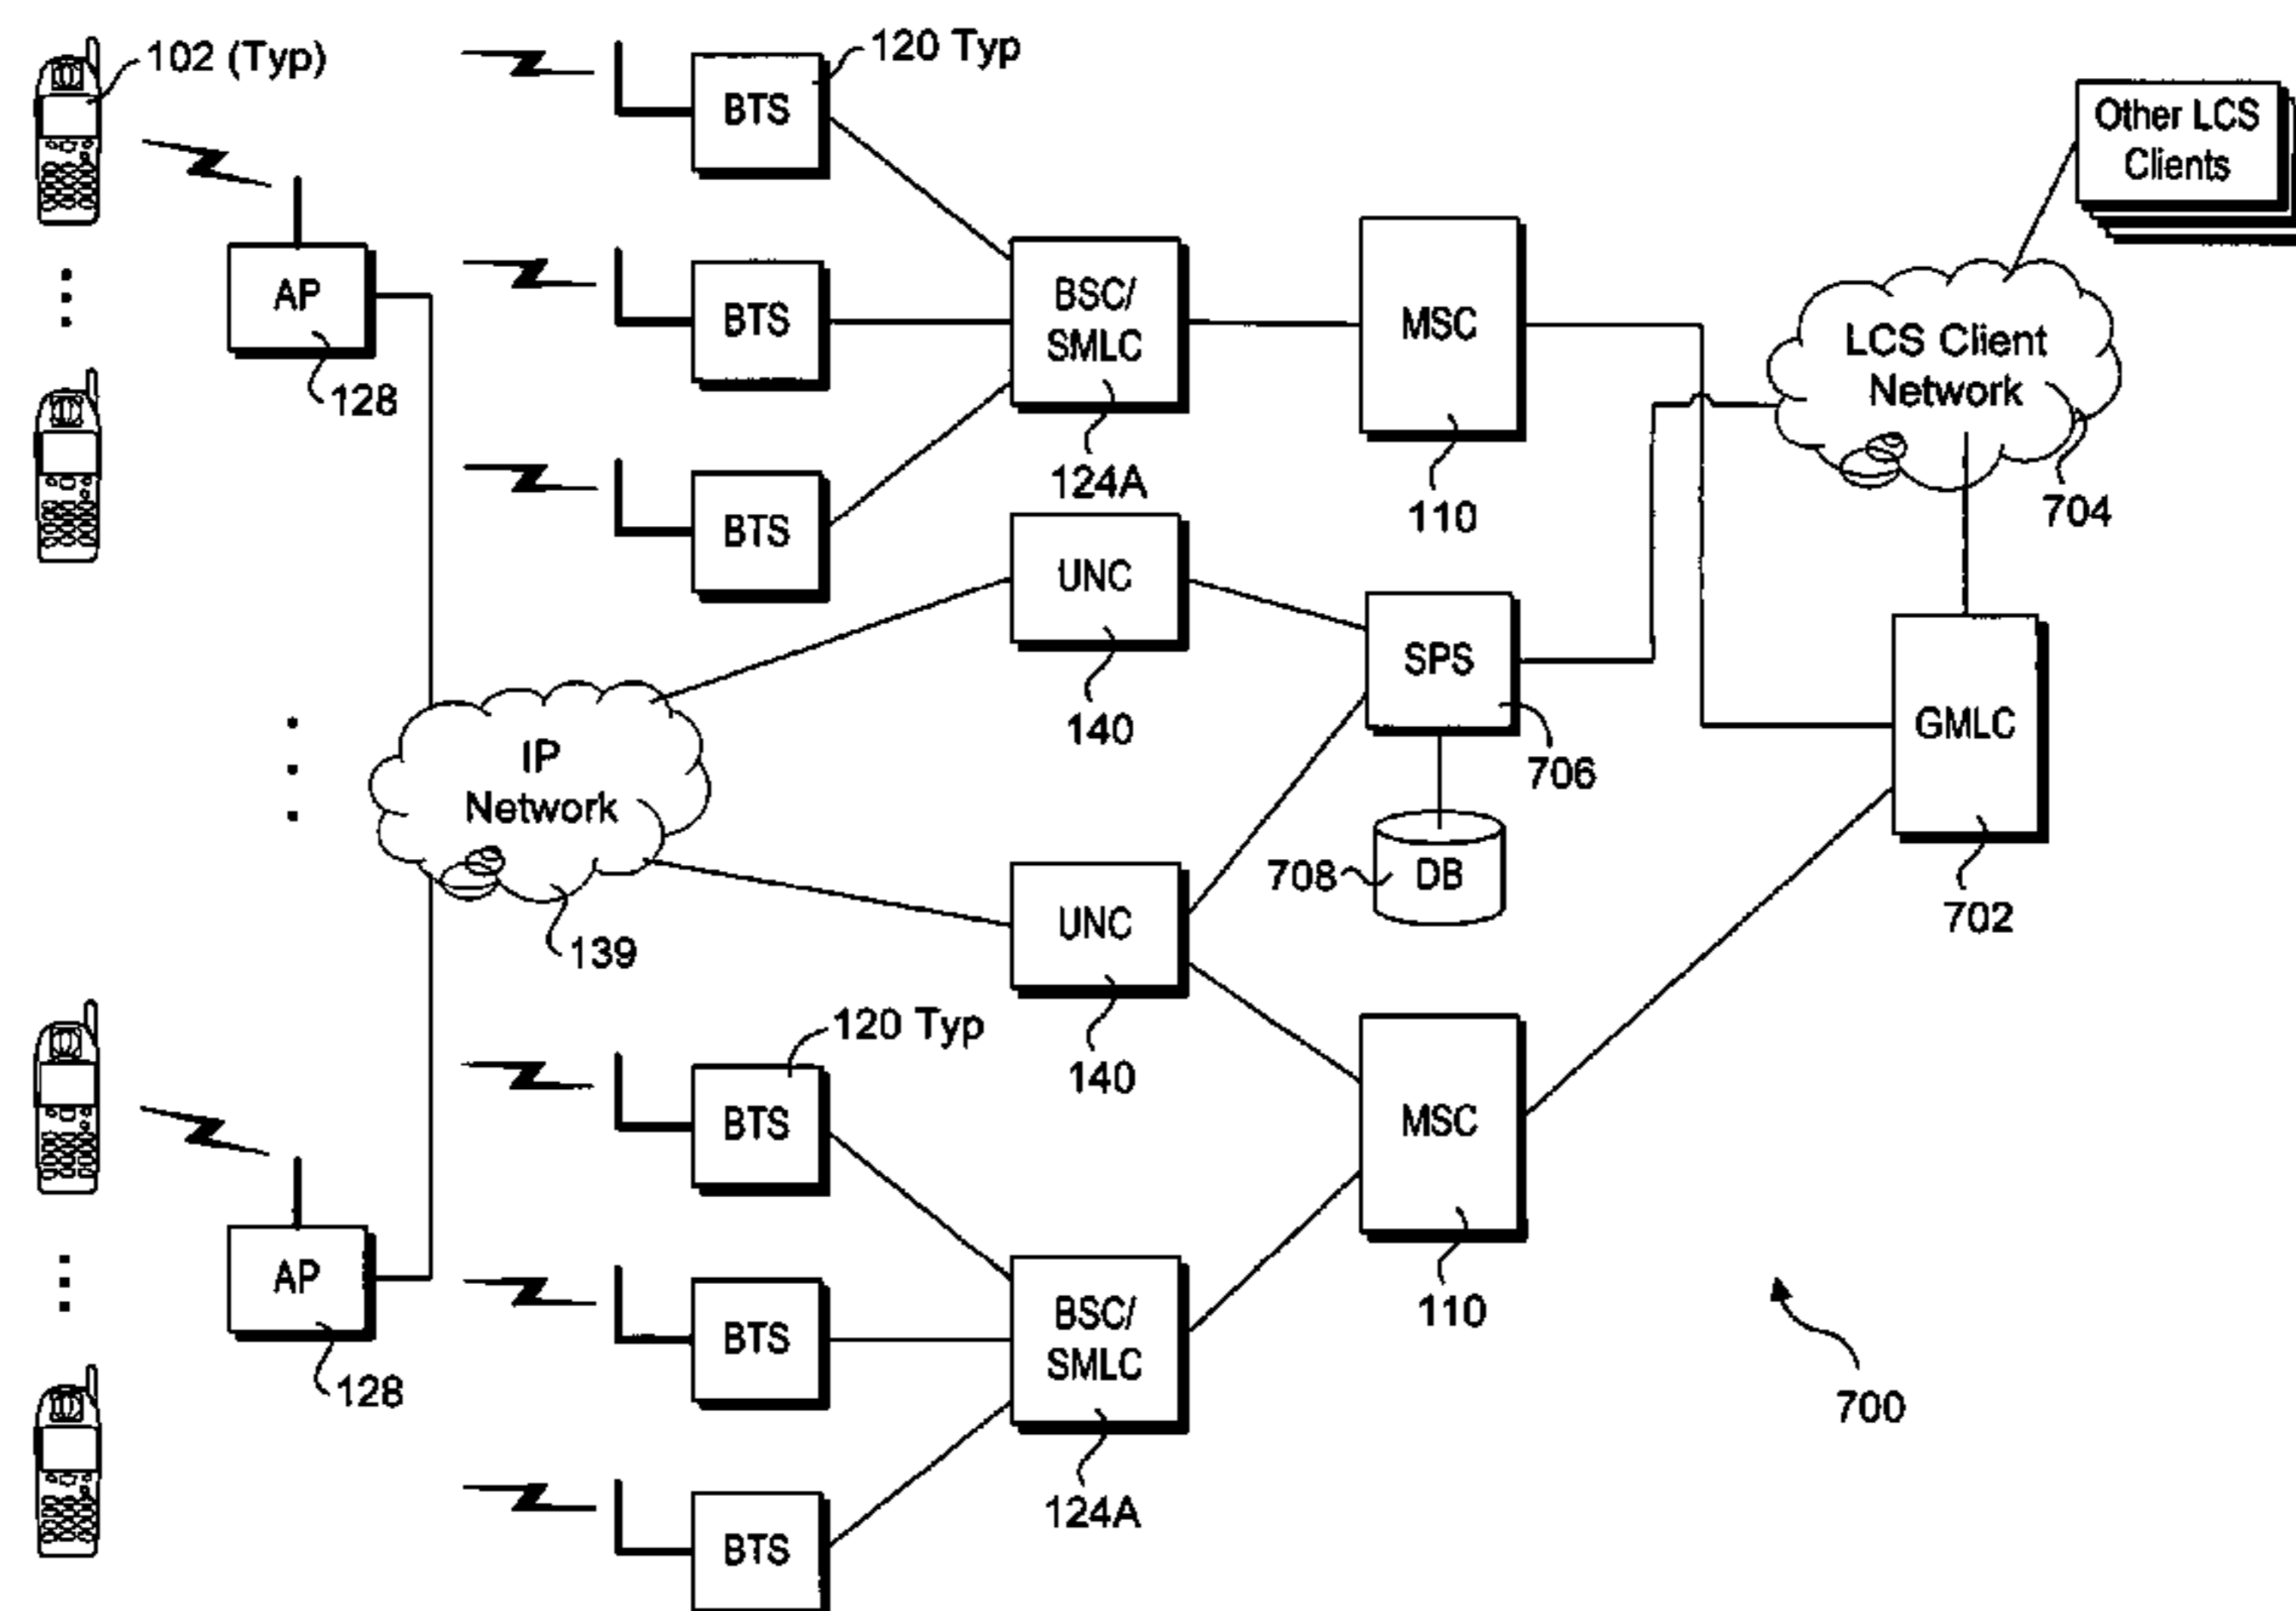 102 (Typ)
120 Typ
BTS
Other LCS
Clients
AP
128
BTS
BSC/
SMLC
124A
MSC
110
LCS Client
Network
704
BTS
UNC
140
SPS
706
GMLC
702
IP
Network
139
708
DB
UNC
140
120 Typ
BTS
MSC
110
AP
128
BTS
BSC/
SMLC
124A
700
BTS